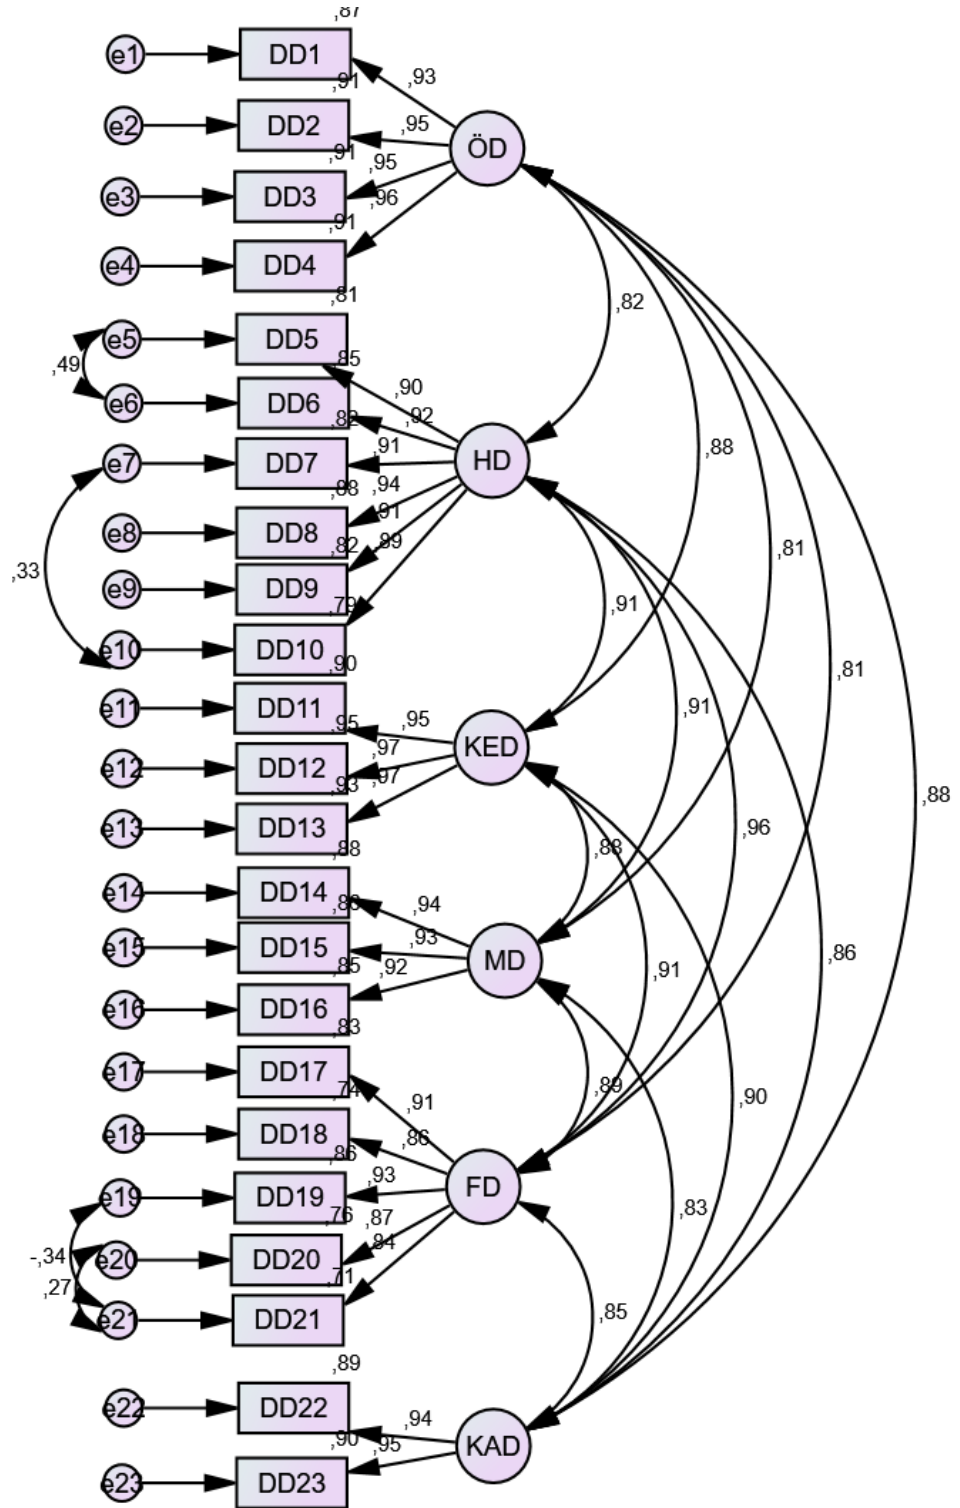 ,87
e1 DD1
,93
,91
e2 DD2 ,95
ÖD
,91 ,95
e3 DD3 ,96
,91
e4 DD4
,81
,82
e5 DD5
,49 ,85
,90
e6 DD6
,82 ,92
,91 ,88
e7 DD7 HD
,88 ,94
,91
e8 DD8
,82 ,89
,81
,33
e9 DD9
,79 ,91
e10 DD10
,90 ,81
e11 DD11 ,91
,95 ,95
,97 KED
e12 DD12
,93 ,97
,88
e13 DD13 ,96
,88 ,88
e14 DD14
,94
,93
e15 DD15 MD ,86
,85 ,92 ,91
e16 DD16
,83
e17 DD17
,74 ,89
,91 ,90
e18 DD18 ,86
,86
,93 FD
e19 DD19
,76 ,87 ,83
,84
-,34 e20 DD20
,71
,27
e21 DD21 ,85
,89
e22 DD22
,94
,90 ,95 KAD
e23 DD23